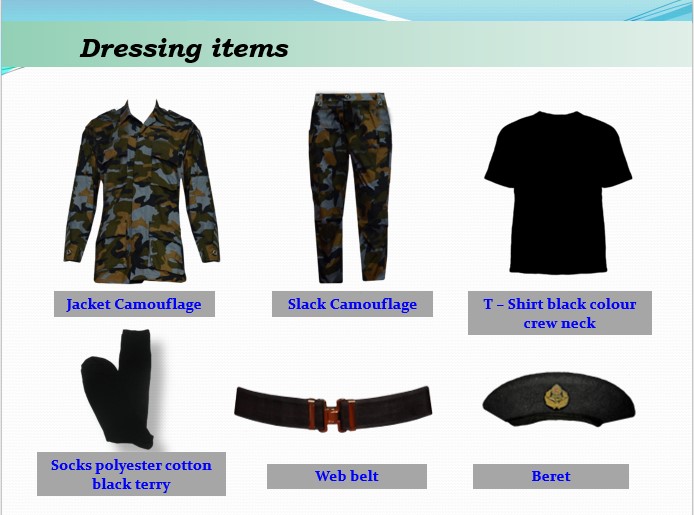 Dressing items
Jacket Camouflage
Slack Camouflage
T – Shirt black colour
crew neck
Socks polyester cotton
black terry
Web belt
Beret